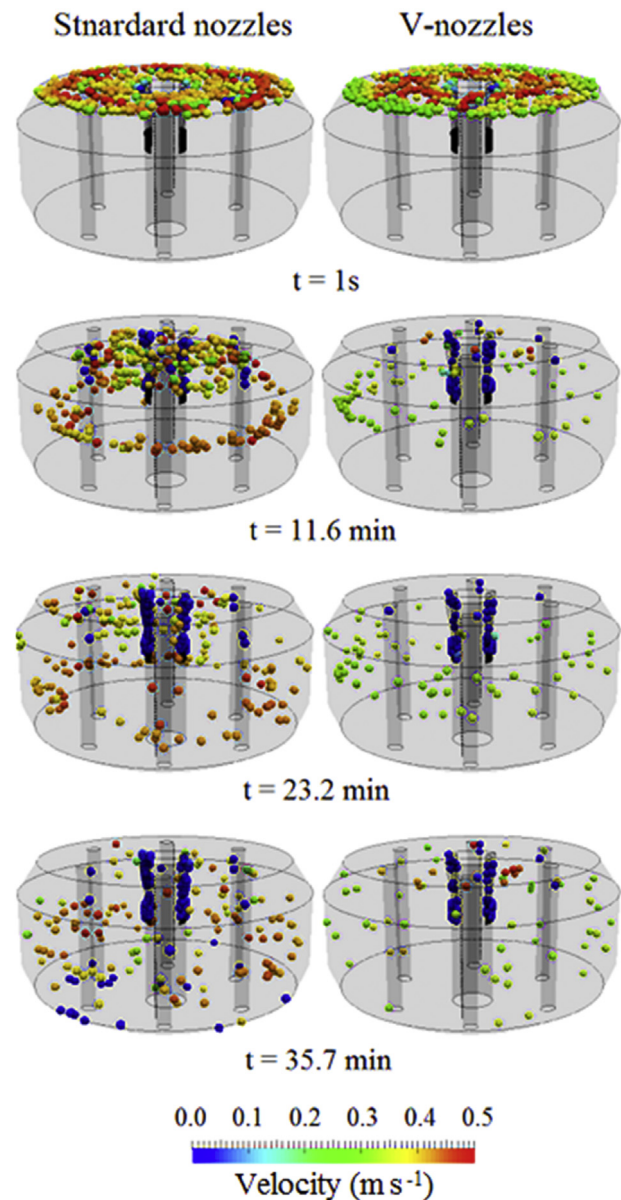 Stnardard nozzles V-nozzles
t = 1s
t = 11.6 min
t = 23.2 min
t = 35.7 min
0.0 0.1 0.2 0.3 0.4 0.5
Velocity (m s⁻¹)